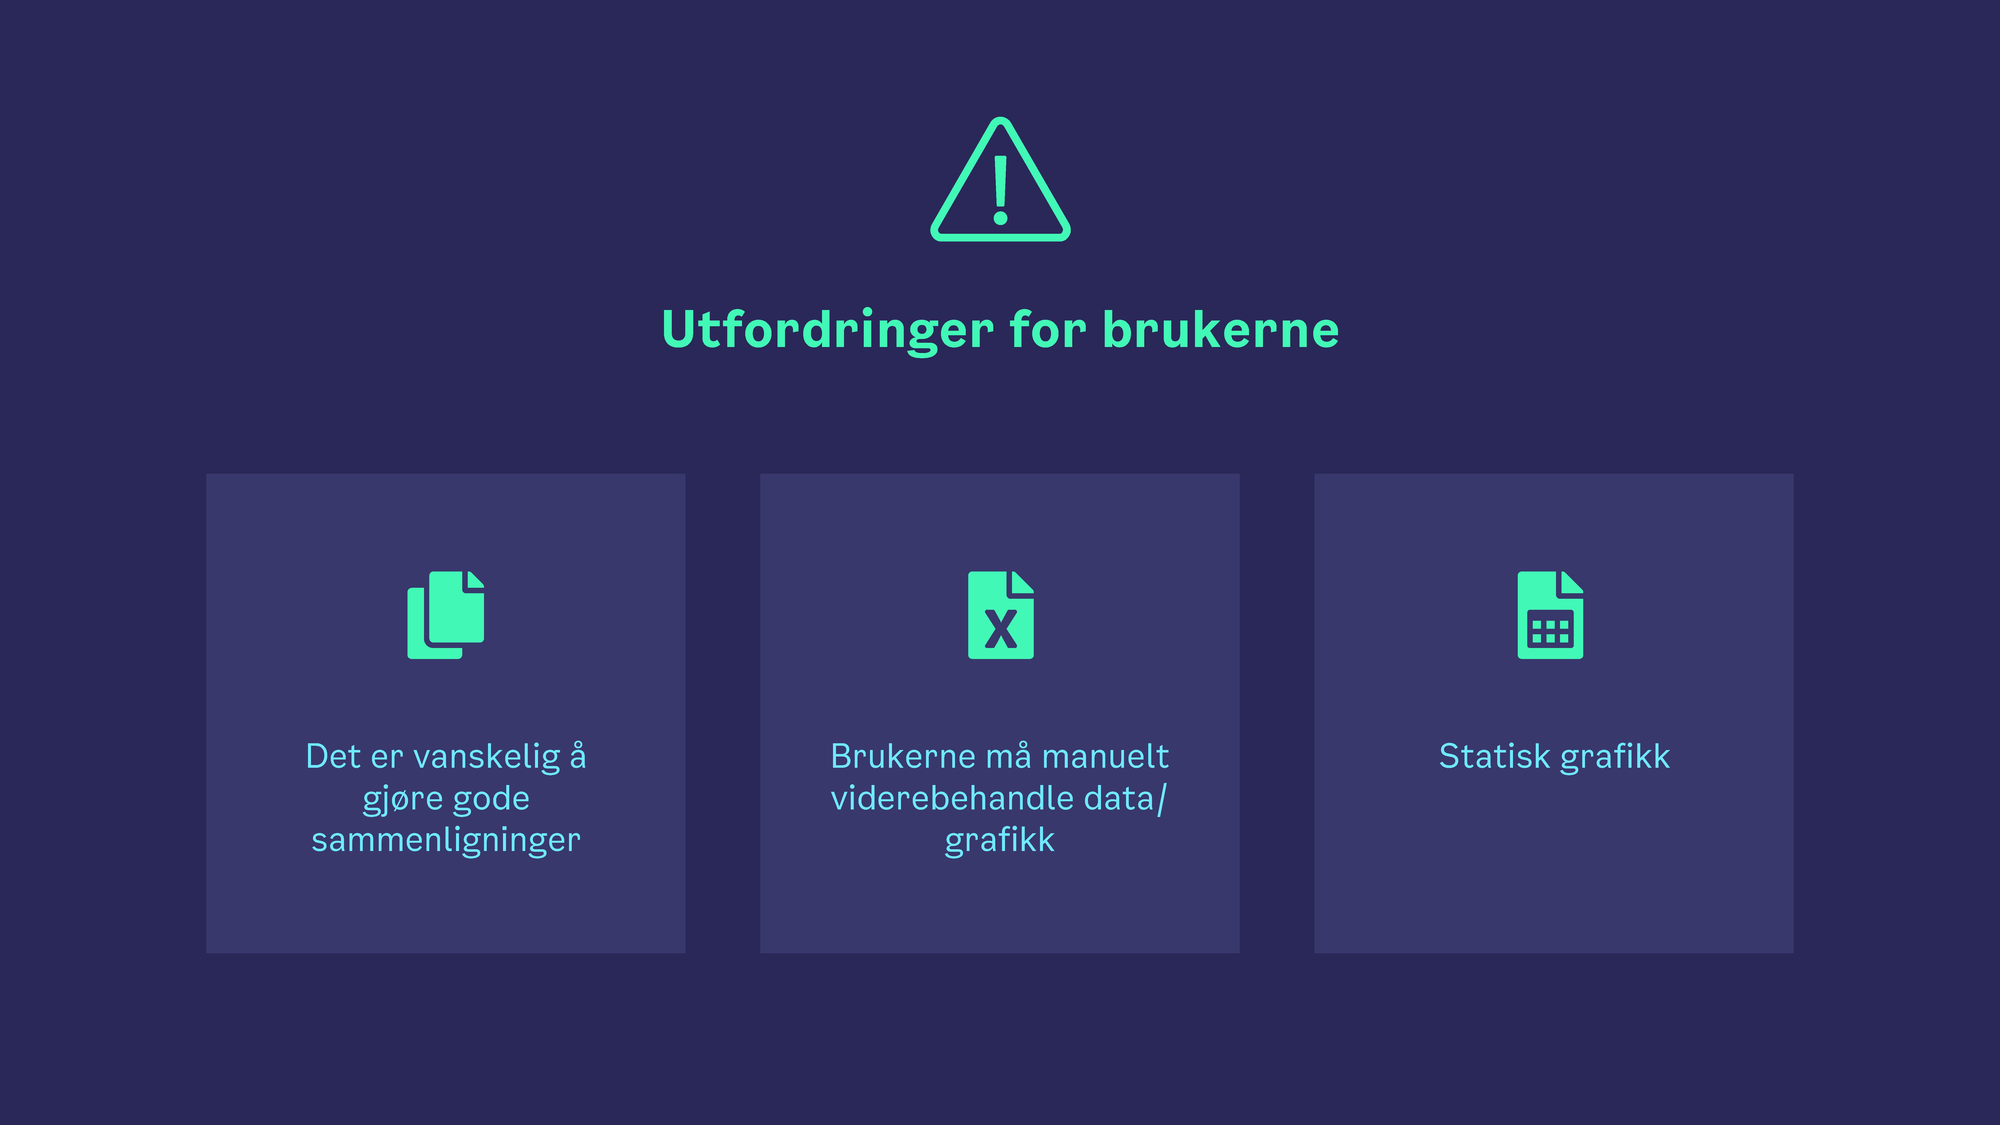 Utfordringer for brukerne
Det er vanskelig å
gjøre gode
sammenligninger
Brukerne må manuelt
viderebehandle data/
grafikk
Statisk grafikk